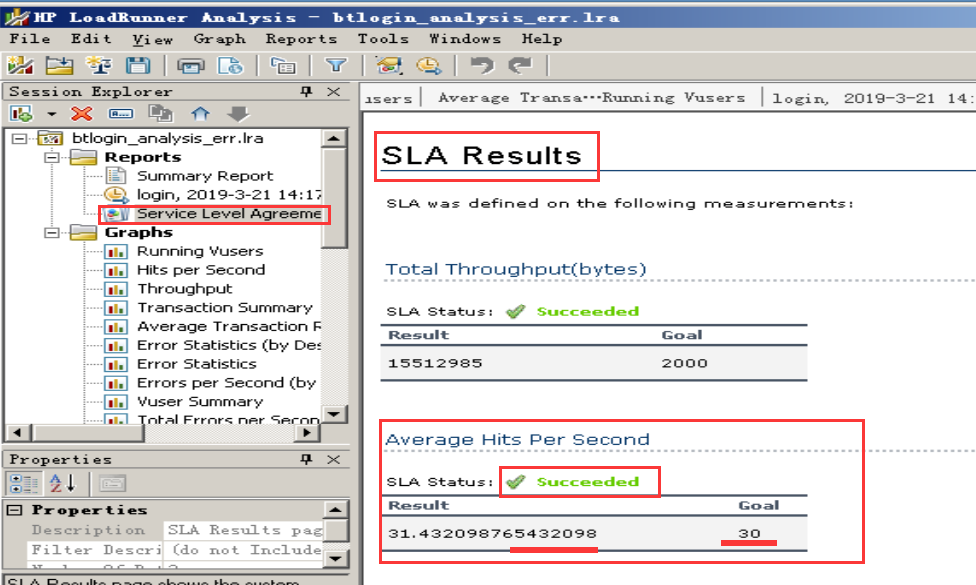 HP LoadRunner Analysis - btlogin_analysis_err.lra
File Edit View Graph Reports Tools Windows Help
Session Explorer
btlogin_analysis_err.lra
Reports
Summary Report
login, 2019-3-21 14:17
Service Level Agreeme
Graphs
Running Vusers
Hits per Second
Throughput
Transaction Summary
Average Transaction R
Error Statistics (by Des
Error Statistics
Errors per Second (by
Vuser Summary
Total Errors per Secon
Properties
Properties
Description SLA Results pag
Filter Descri (do not Include
SLA Results page shows the custom
users Average Transa···Running Vusers login, 2019-3-21 14:
SLA Results
SLA was defined on the following measurements:
Total Throughput(bytes)
SLA Status: Succeeded
Result Goal
15512985 2000
Average Hits Per Second
SLA Status: Succeeded
Result Goal
31.432098765432098 30